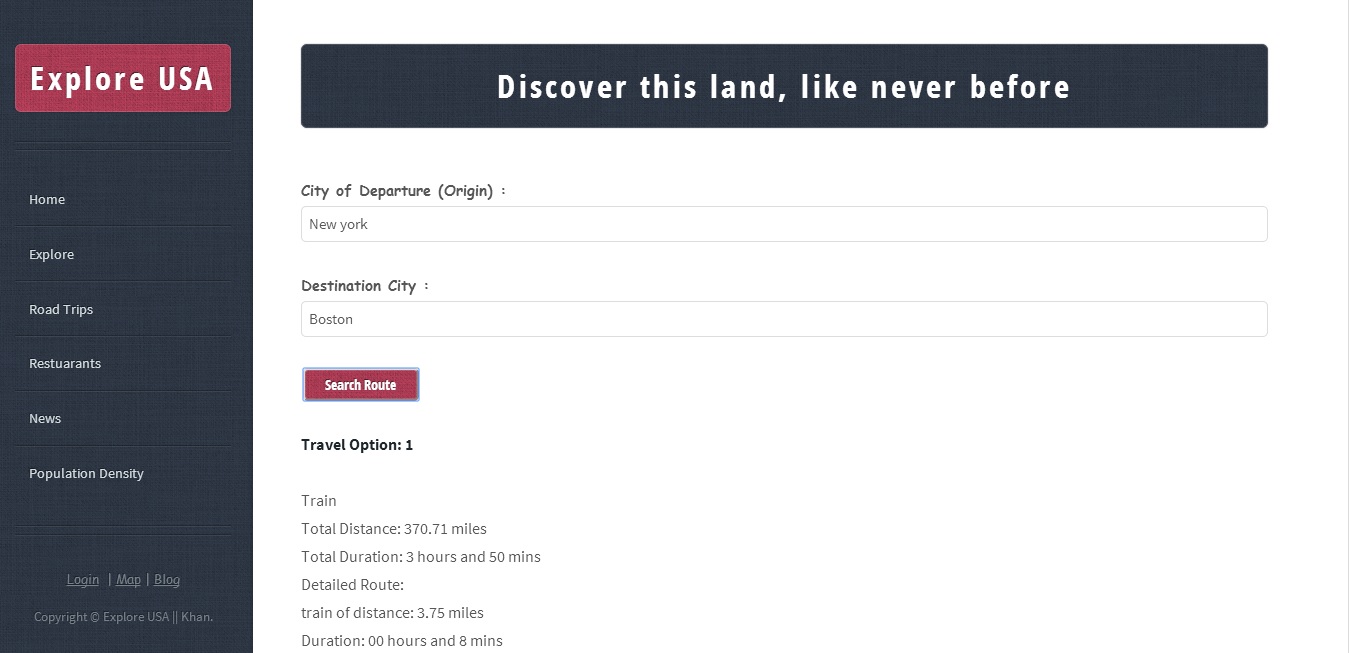 Explore USA
Home
Explore
Road Trips
Restuarants
News
Population Density
Login | Map | Blog
Copyright © Explore USA || Khan.
Discover this land, like never before
City of Departure (Origin) :
New york
Destination City :
Boston
Search Route
Travel Option: 1
Train
Total Distance: 370.71 miles
Total Duration: 3 hours and 50 mins
Detailed Route:
train of distance: 3.75 miles
Duration: 00 hours and 8 mins